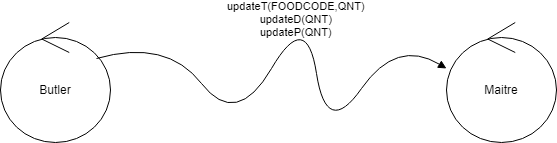 updateT(FOODCODE,QNT)
updateD(QNT)
updateP(QNT)
Butler
Maitre